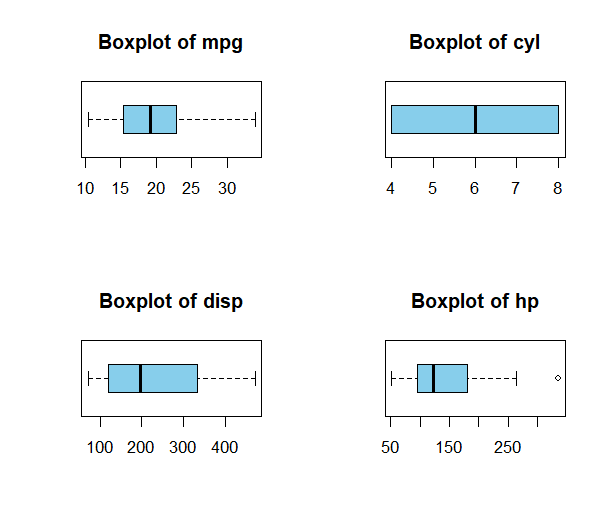 Boxplot of mpg
10 15 20 25 30
Boxplot of cyl
4 5 6 7 8
Boxplot of disp
100 200 300 400
Boxplot of hp
50 150 250